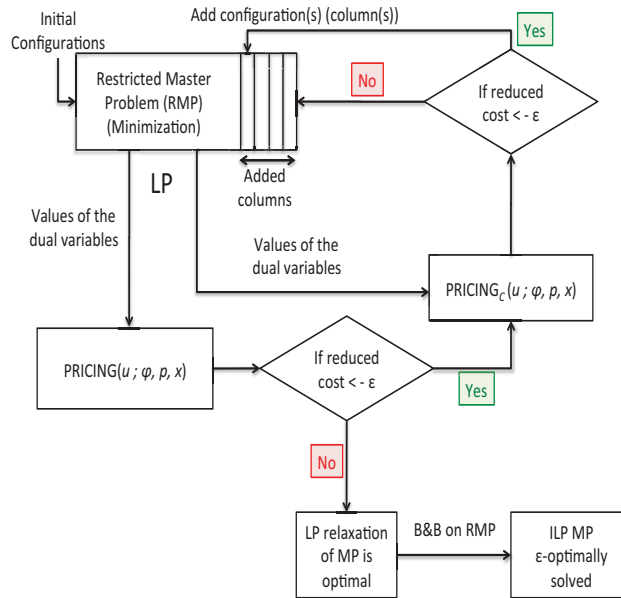 Initial
Configurations
Add configuration(s) (column(s))
Yes
Restricted Master
Problem (RMP)
(Minimization)
No
If reduced
cost < - ε
LP
Added
columns
Values of the
dual variables
Values of the
dual variables
PRICINGC(u ; φ, p, x)
PRICING(u ; φ, p, x)
If reduced
cost < - ε
Yes
No
LP relaxation
of MP is
optimal
B&B on RMP
ILP MP
ε-optimally
solved